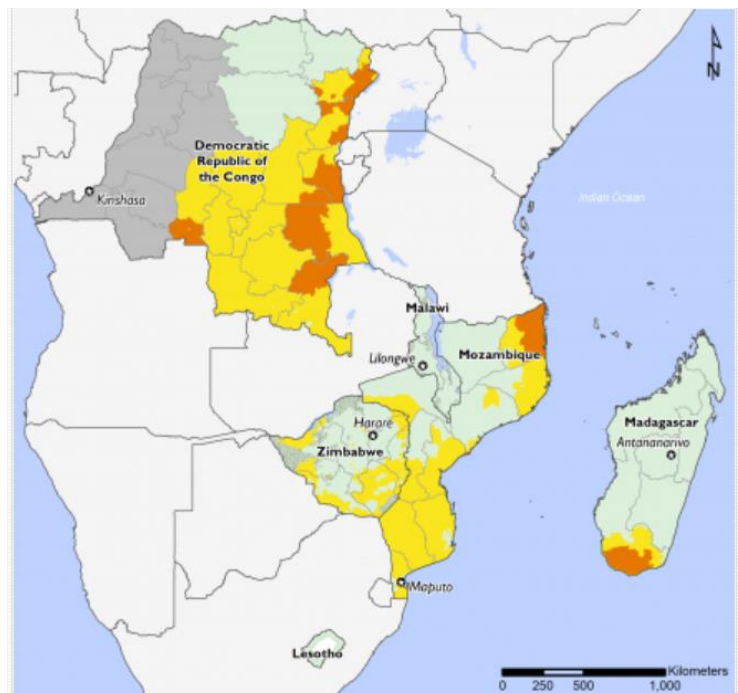 N
Democratic
Republic of
the Congo
Kinshasa
Indian Ocean
Malawi
Mozambique
Lilongwe
Madagascar
Antananarivo
Harare
Zimbabwe
Maputo
Lesotho
Kilometers
0 250 500 1,000